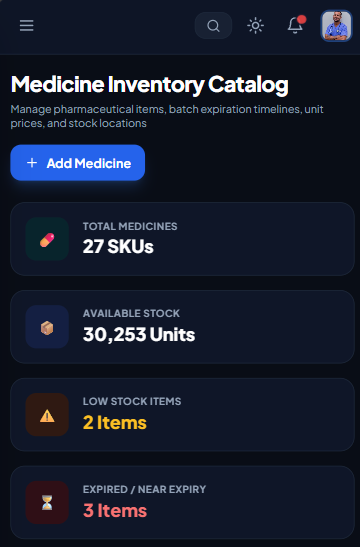 Medicine Inventory Catalog
Manage pharmaceutical items, batch expiration timelines, unit
prices, and stock locations
+ Add Medicine
TOTAL MEDICINES
27 SKUs
AVAILABLE STOCK
30,253 Units
LOW STOCK ITEMS
2 Items
EXPIRED / NEAR EXPIRY
3 Items